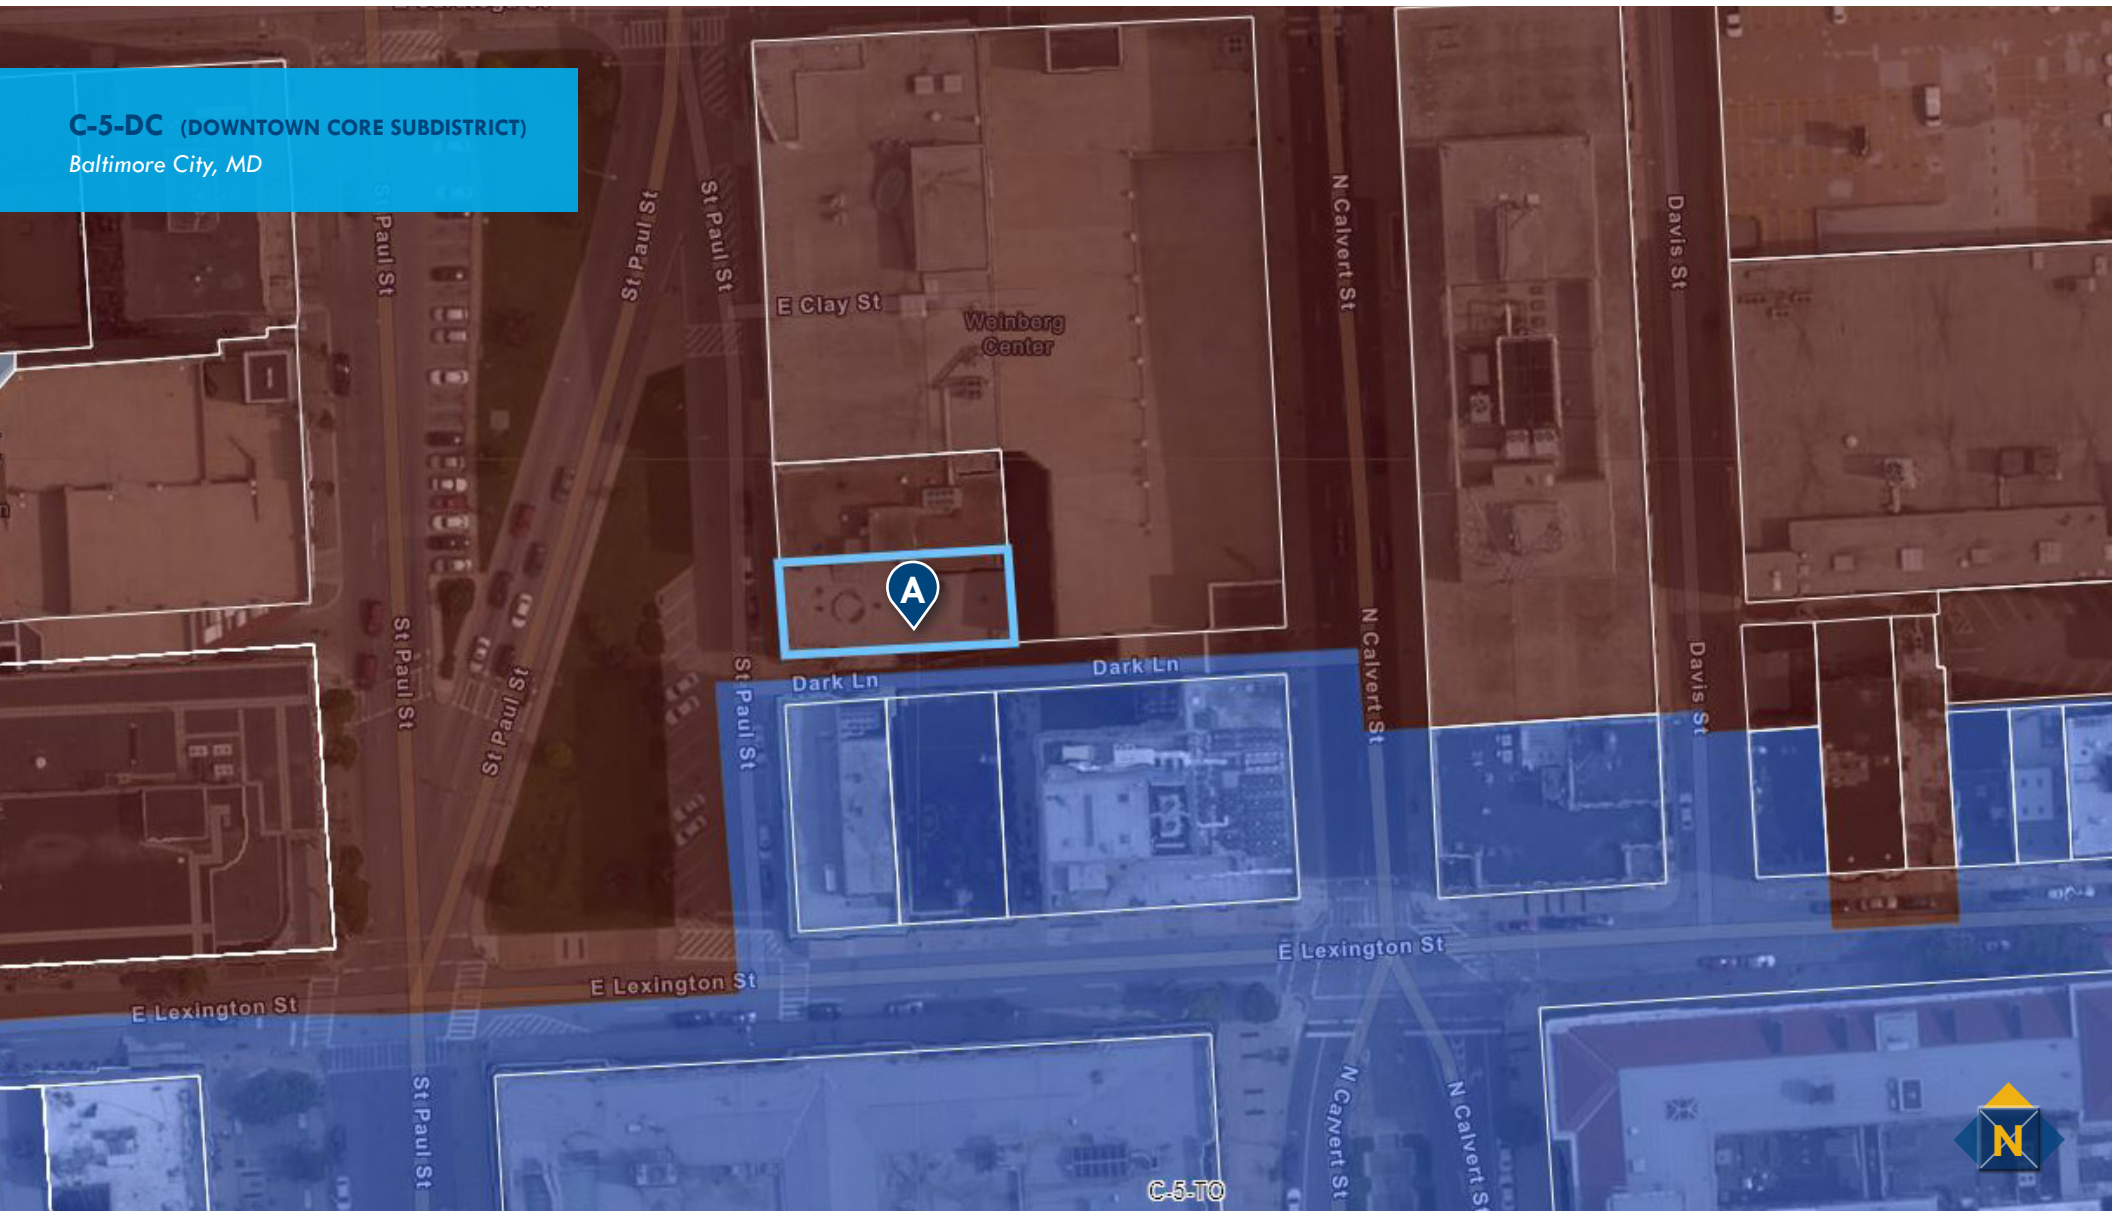 C-5-DC (DOWNTOWN CORE SUBDISTRICT)
Baltimore City, MD
St Paul St
St Paul St
St Paul St
N Calvert St
Davis St
E Clay St
Weinberg
Center
A
St Paul St
St Paul St
St Paul St
Dark Ln
Dark Ln
N Calvert St
Davis St
E Lexington St
E Lexington St
E Lexington St
St Paul St
N Calvert St
N Calvert St
C-5-TO
N